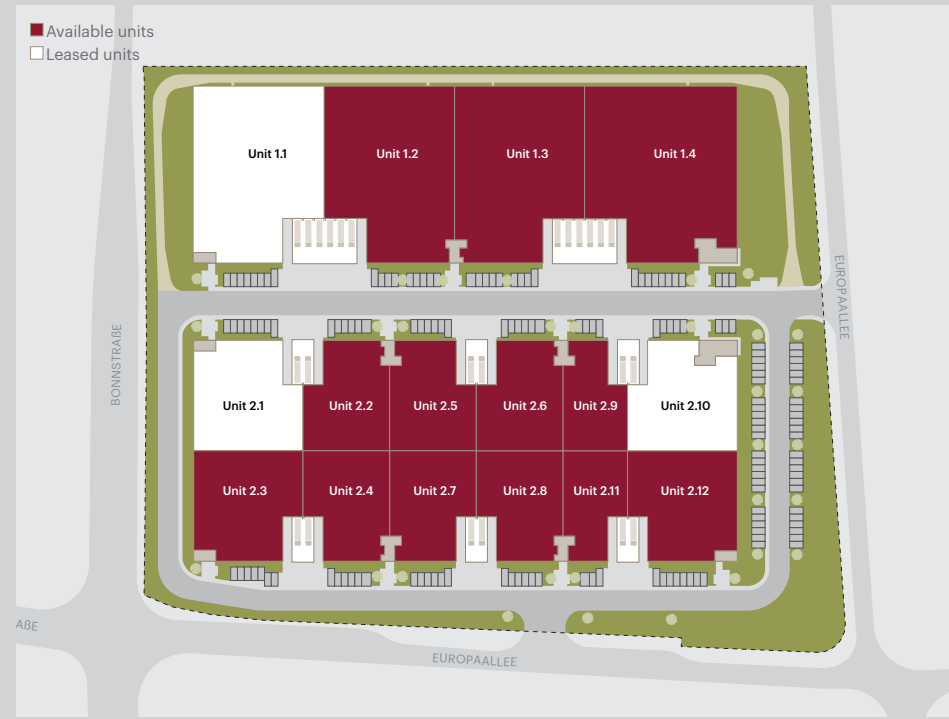 Available units
Leased units
Unit 1.1
Unit 1.2
Unit 1.3
Unit 1.4
EUROPAALLEE
BONNSTRAßE
Unit 2.1
Unit 2.2
Unit 2.5
Unit 2.6
Unit 2.9
Unit 2.10
Unit 2.3
Unit 2.4
Unit 2.7
Unit 2.8
Unit 2.11
Unit 2.12
AßE
EUROPAALLEE